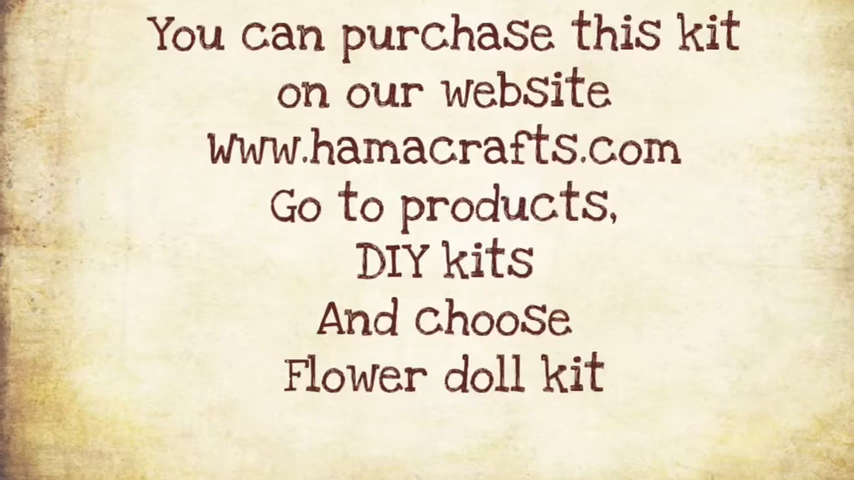 You can purchase this kit
on our website
www.hamacrafts.com
Go to products,
DIY kits
And choose
Flower doll kit